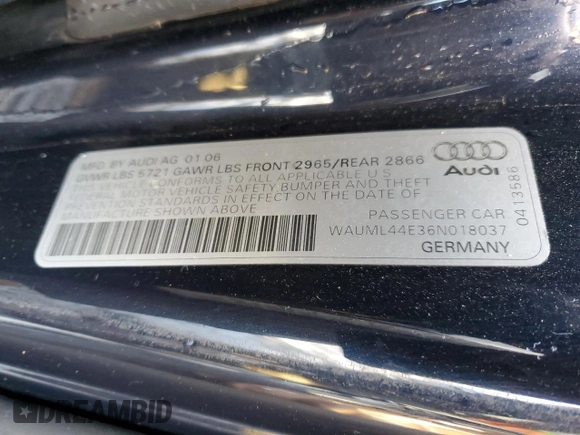 MFD. BY AUDI AG 01 06
GVWR LBS 5721 GAWR LBS FRONT 2965/REAR 2866
THIS VEHICLE CONFORMS TO ALL APPLICABLE U S
FEDERAL MOTOR VEHICLE SAFETY, BUMPER AND THEFT
PREVENTION STANDARDS IN EFFECT ON THE DATE OF
MANUFACTURE SHOWN ABOVE
Audi
0413586
PASSENGER CAR
WAUML44E36N018037
GERMANY
DREAMBID